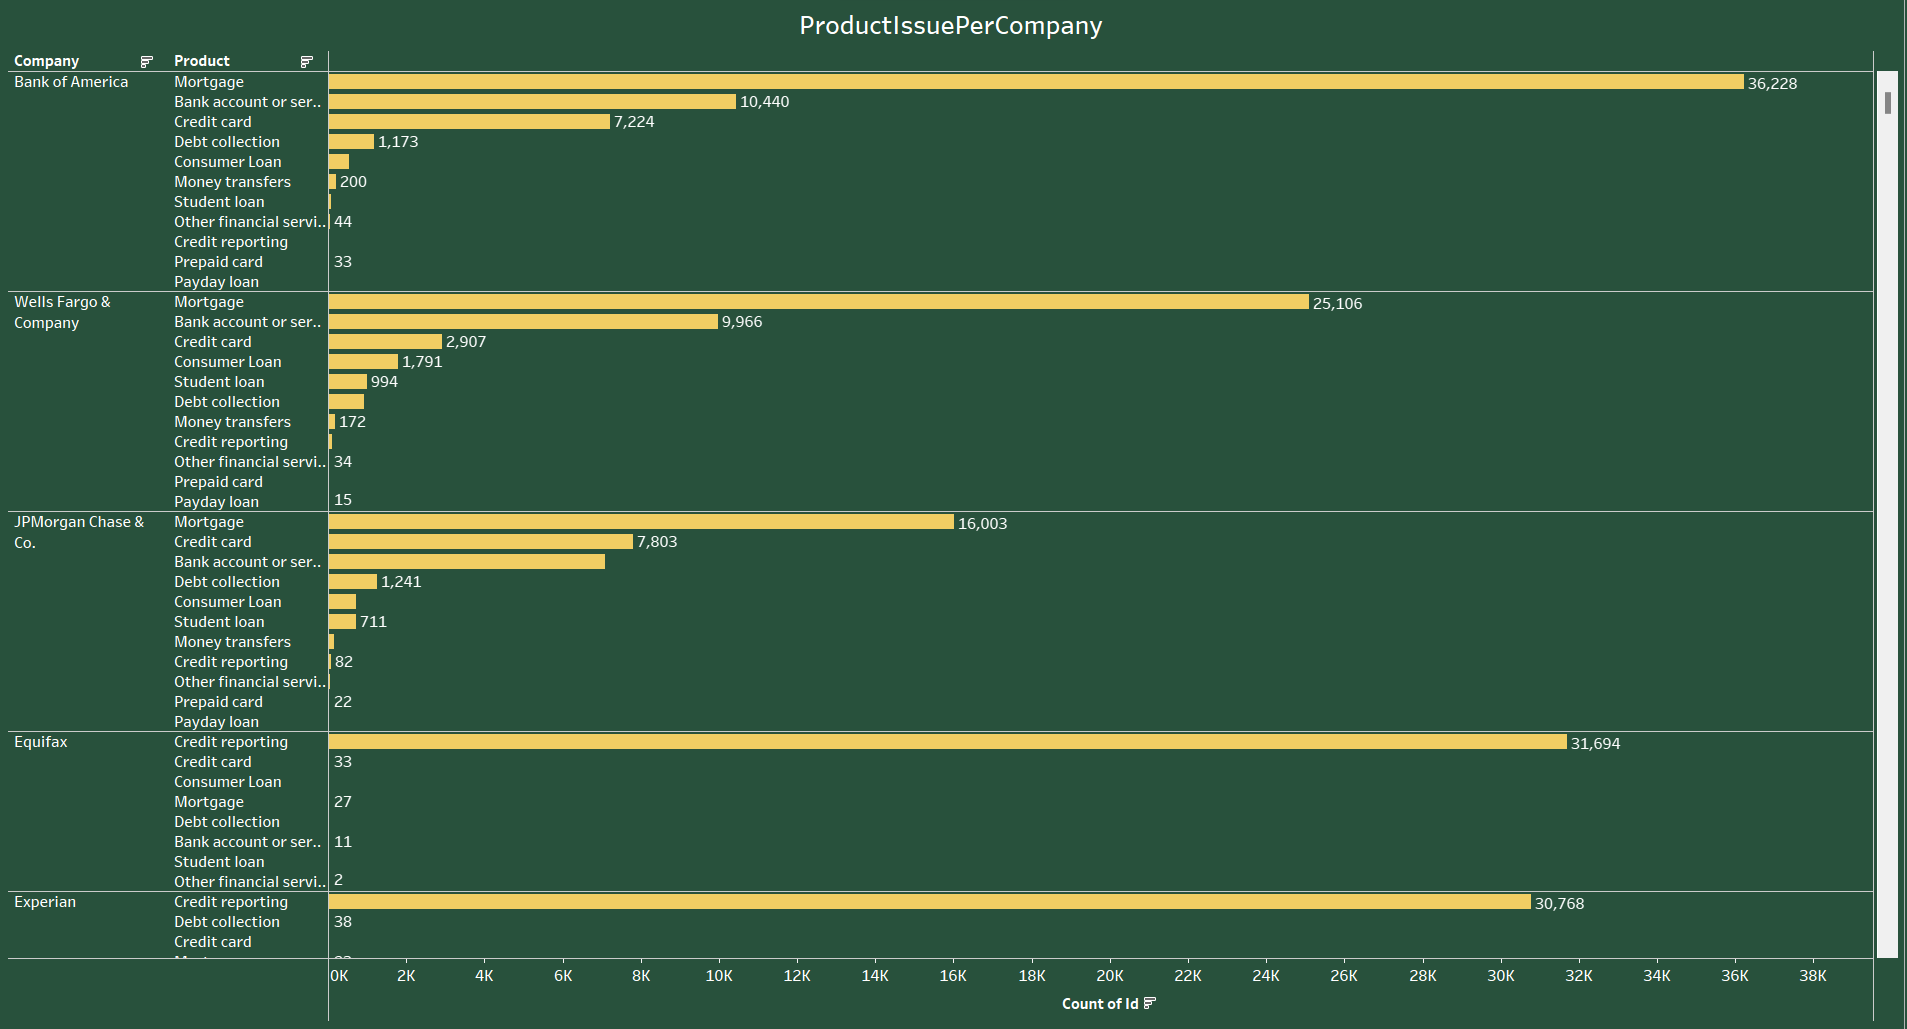 ProductIssuePerCompany
Company Product
Bank of America Mortgage 36,228
Bank account or ser.. 10,440
Credit card 7,224
Debt collection 1,173
Consumer Loan
Money transfers 200
Student loan
Other financial servi.. 44
Credit reporting
Prepaid card 33
Payday loan
Wells Fargo & Mortgage 25,106
Company Bank account or ser.. 9,966
Credit card 2,907
Consumer Loan 1,791
Student loan 994
Debt collection
Money transfers 172
Credit reporting
Other financial servi.. 34
Prepaid card
Payday loan 15
JPMorgan Chase & Mortgage 16,003
Co. Credit card 7,803
Bank account or ser..
Debt collection 1,241
Consumer Loan
Student loan 711
Money transfers
Credit reporting 82
Other financial servi..
Prepaid card 22
Payday loan
Equifax Credit reporting 31,694
Credit card 33
Consumer Loan
Mortgage 27
Debt collection
Bank account or ser.. 11
Student loan
Other financial servi.. 2
Experian Credit reporting 30,768
Debt collection 38
Credit card
0K 2K 4K 6K 8K 10K 12K 14K 16K 18K 20K 22K 24K 26K 28K 30K 32K 34K 36K 38K
Count of Id